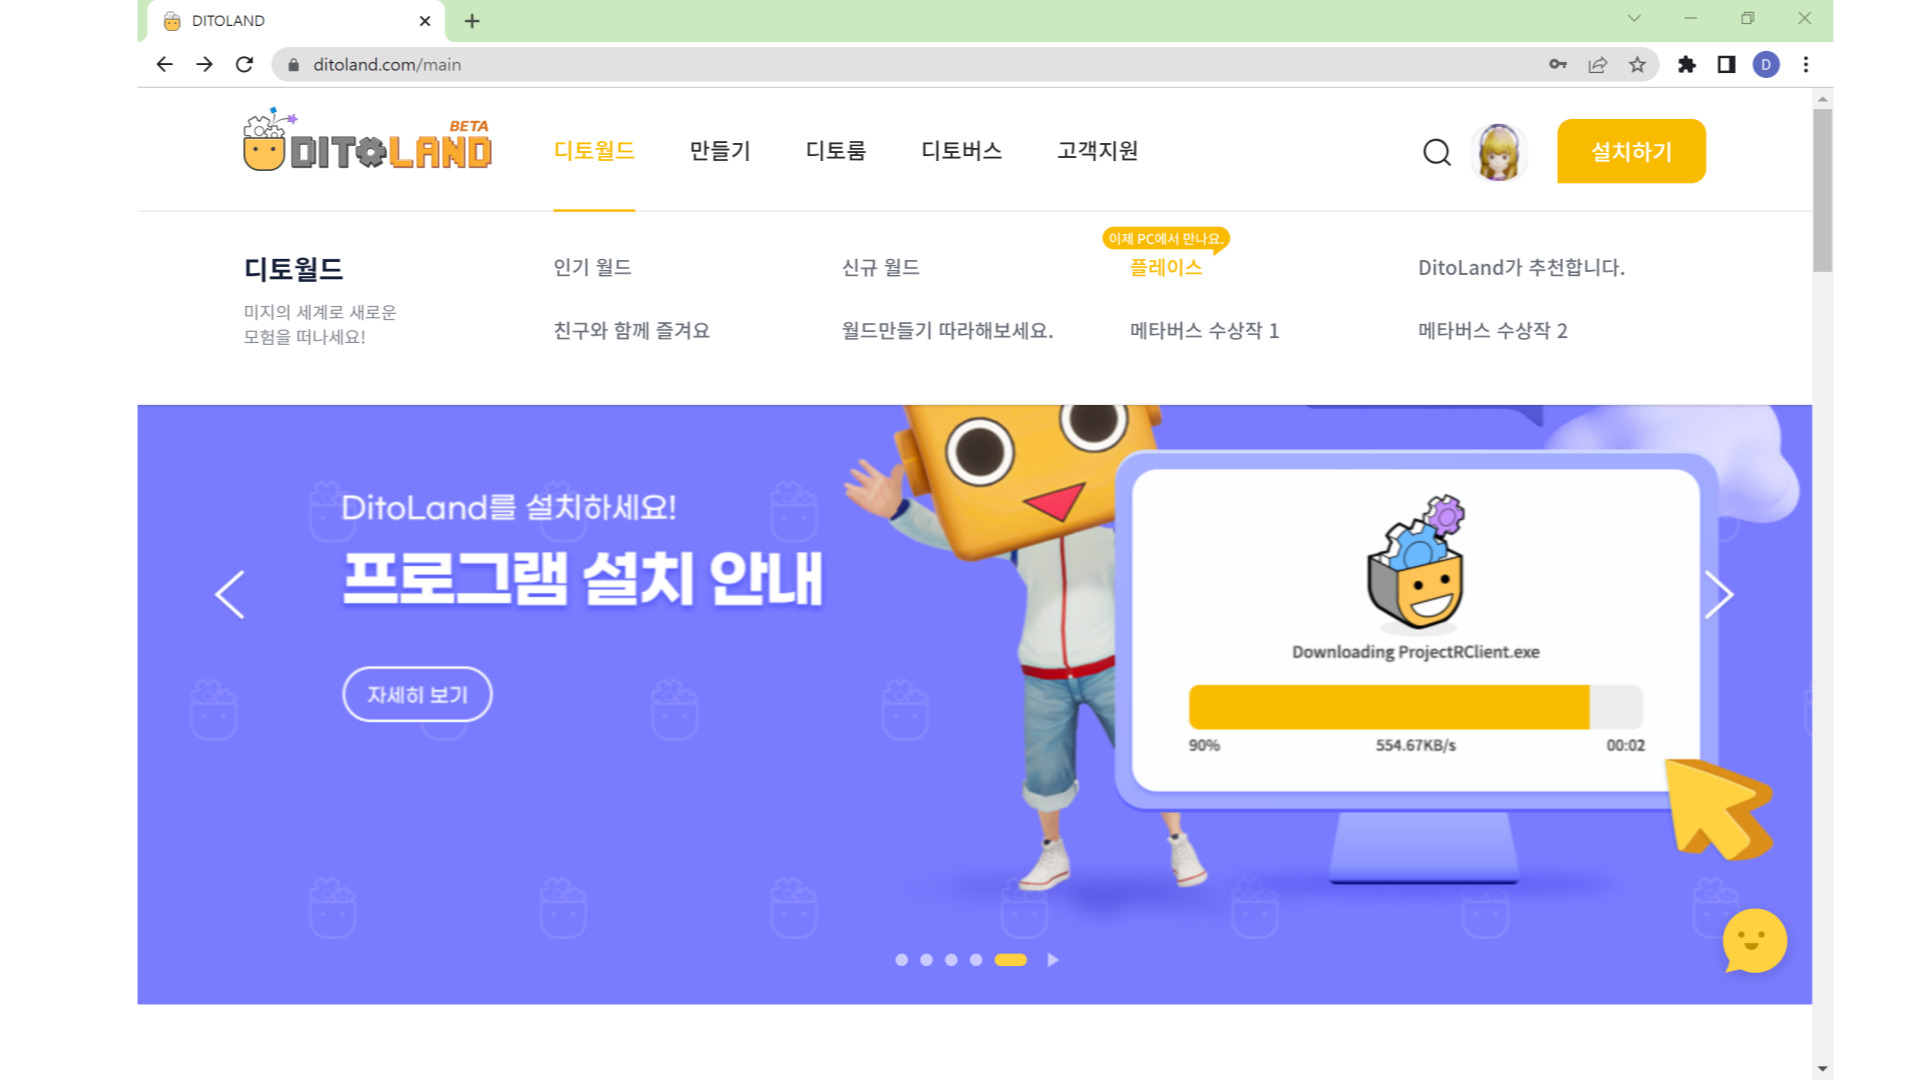 DITOLAND
ditoland.com/main
D
BETA
DITOLAND
디토월드
만들기
디토룸
디토버스
고객지원
설치하기
디토월드
미지의 세계로 새로운
모험을 떠나세요!
인기 월드
신규 월드
이제 PC에서 만나요.
플레이스
DitoLand가 추천합니다.
친구와 함께 즐겨요
월드만들기 따라해보세요.
메타버스 수상작 1
메타버스 수상작 2
DitoLand를 설치하세요!
프로그램 설치 안내
자세히 보기
Downloading ProjectRClient.exe
90%
554.67KB/s
00:02